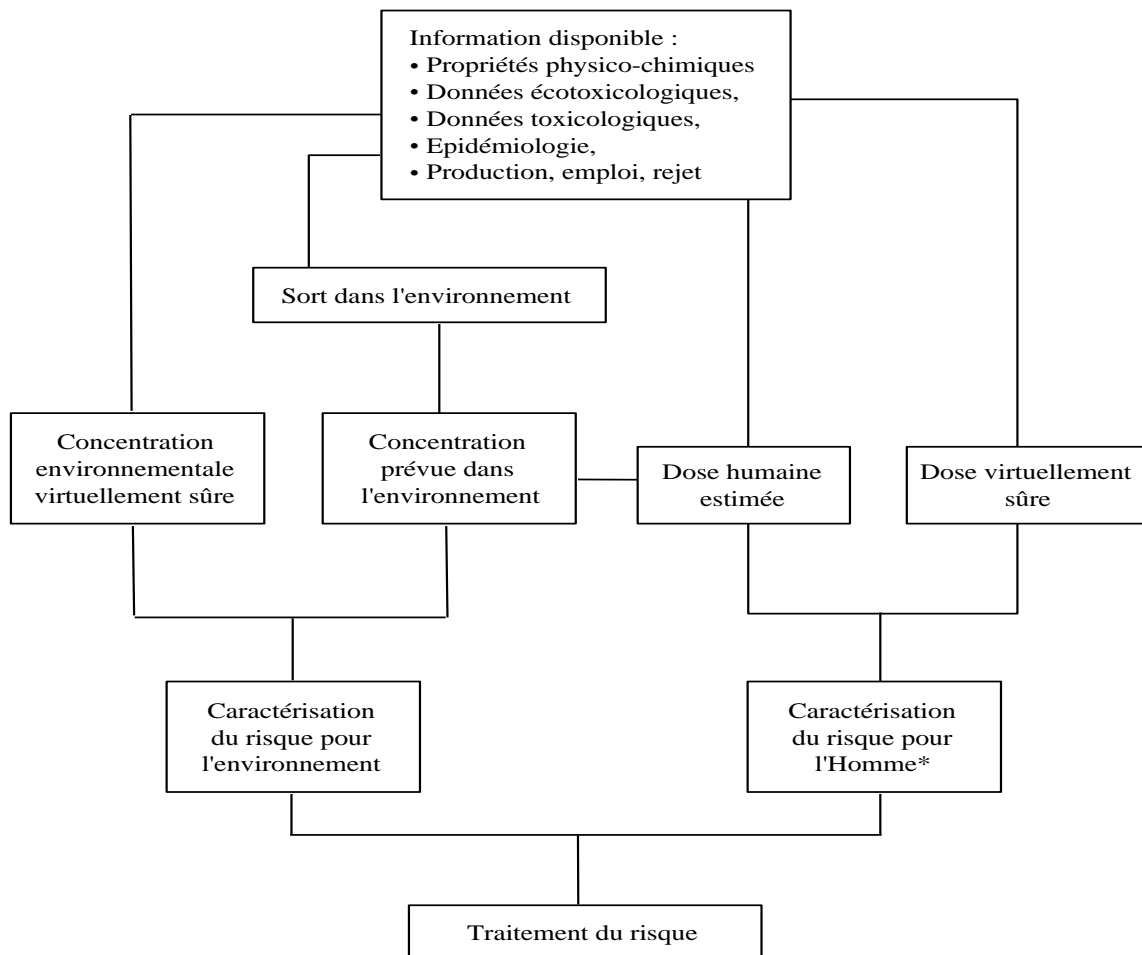 Information disponible :
• Propriétés physico-chimiques
• Données écotoxicologiques,
• Données toxicologiques,
• Epidémiologie,
• Production, emploi, rejet
Sort dans l'environnement
Concentration
environnementale
virtuellement sûre
Concentration
prévue dans
l'environnement
Dose humaine
estimée
Dose virtuellement
sûre
Caractérisation
du risque pour
l'environnement
Caractérisation
du risque pour
l'Homme*
Traitement du risque